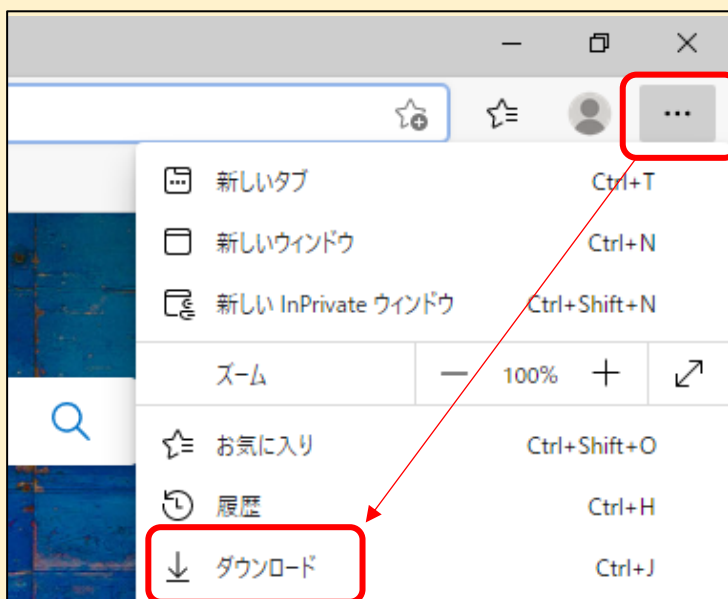 新しいタブ Ctrl+T
新しいウィンドウ Ctrl+N
新しい InPrivate ウィンドウ Ctrl+Shift+N
ズーム 100%
お気に入り Ctrl+Shift+O
履歴 Ctrl+H
ダウンロード Ctrl+J